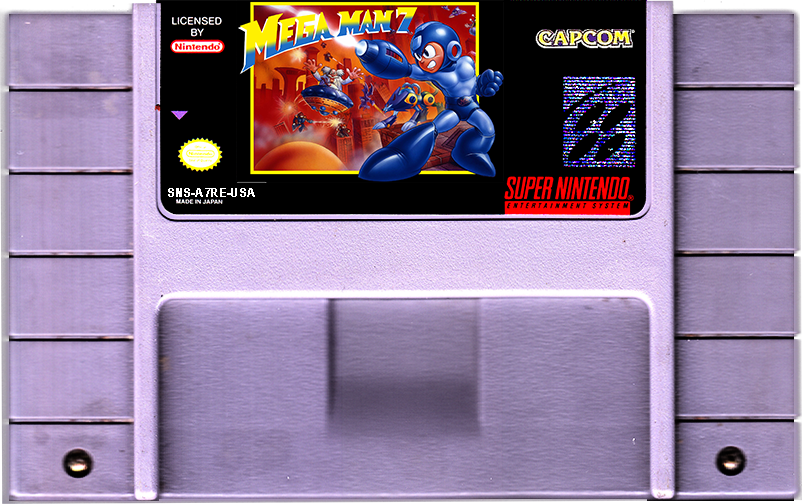 LICENSED
BY
Nintendo
MEGA MAN 7
CAPCOM
SNS-A7RE-USA
MADE IN JAPAN
SUPER NINTENDO
ENTERTAINMENT SYSTEM